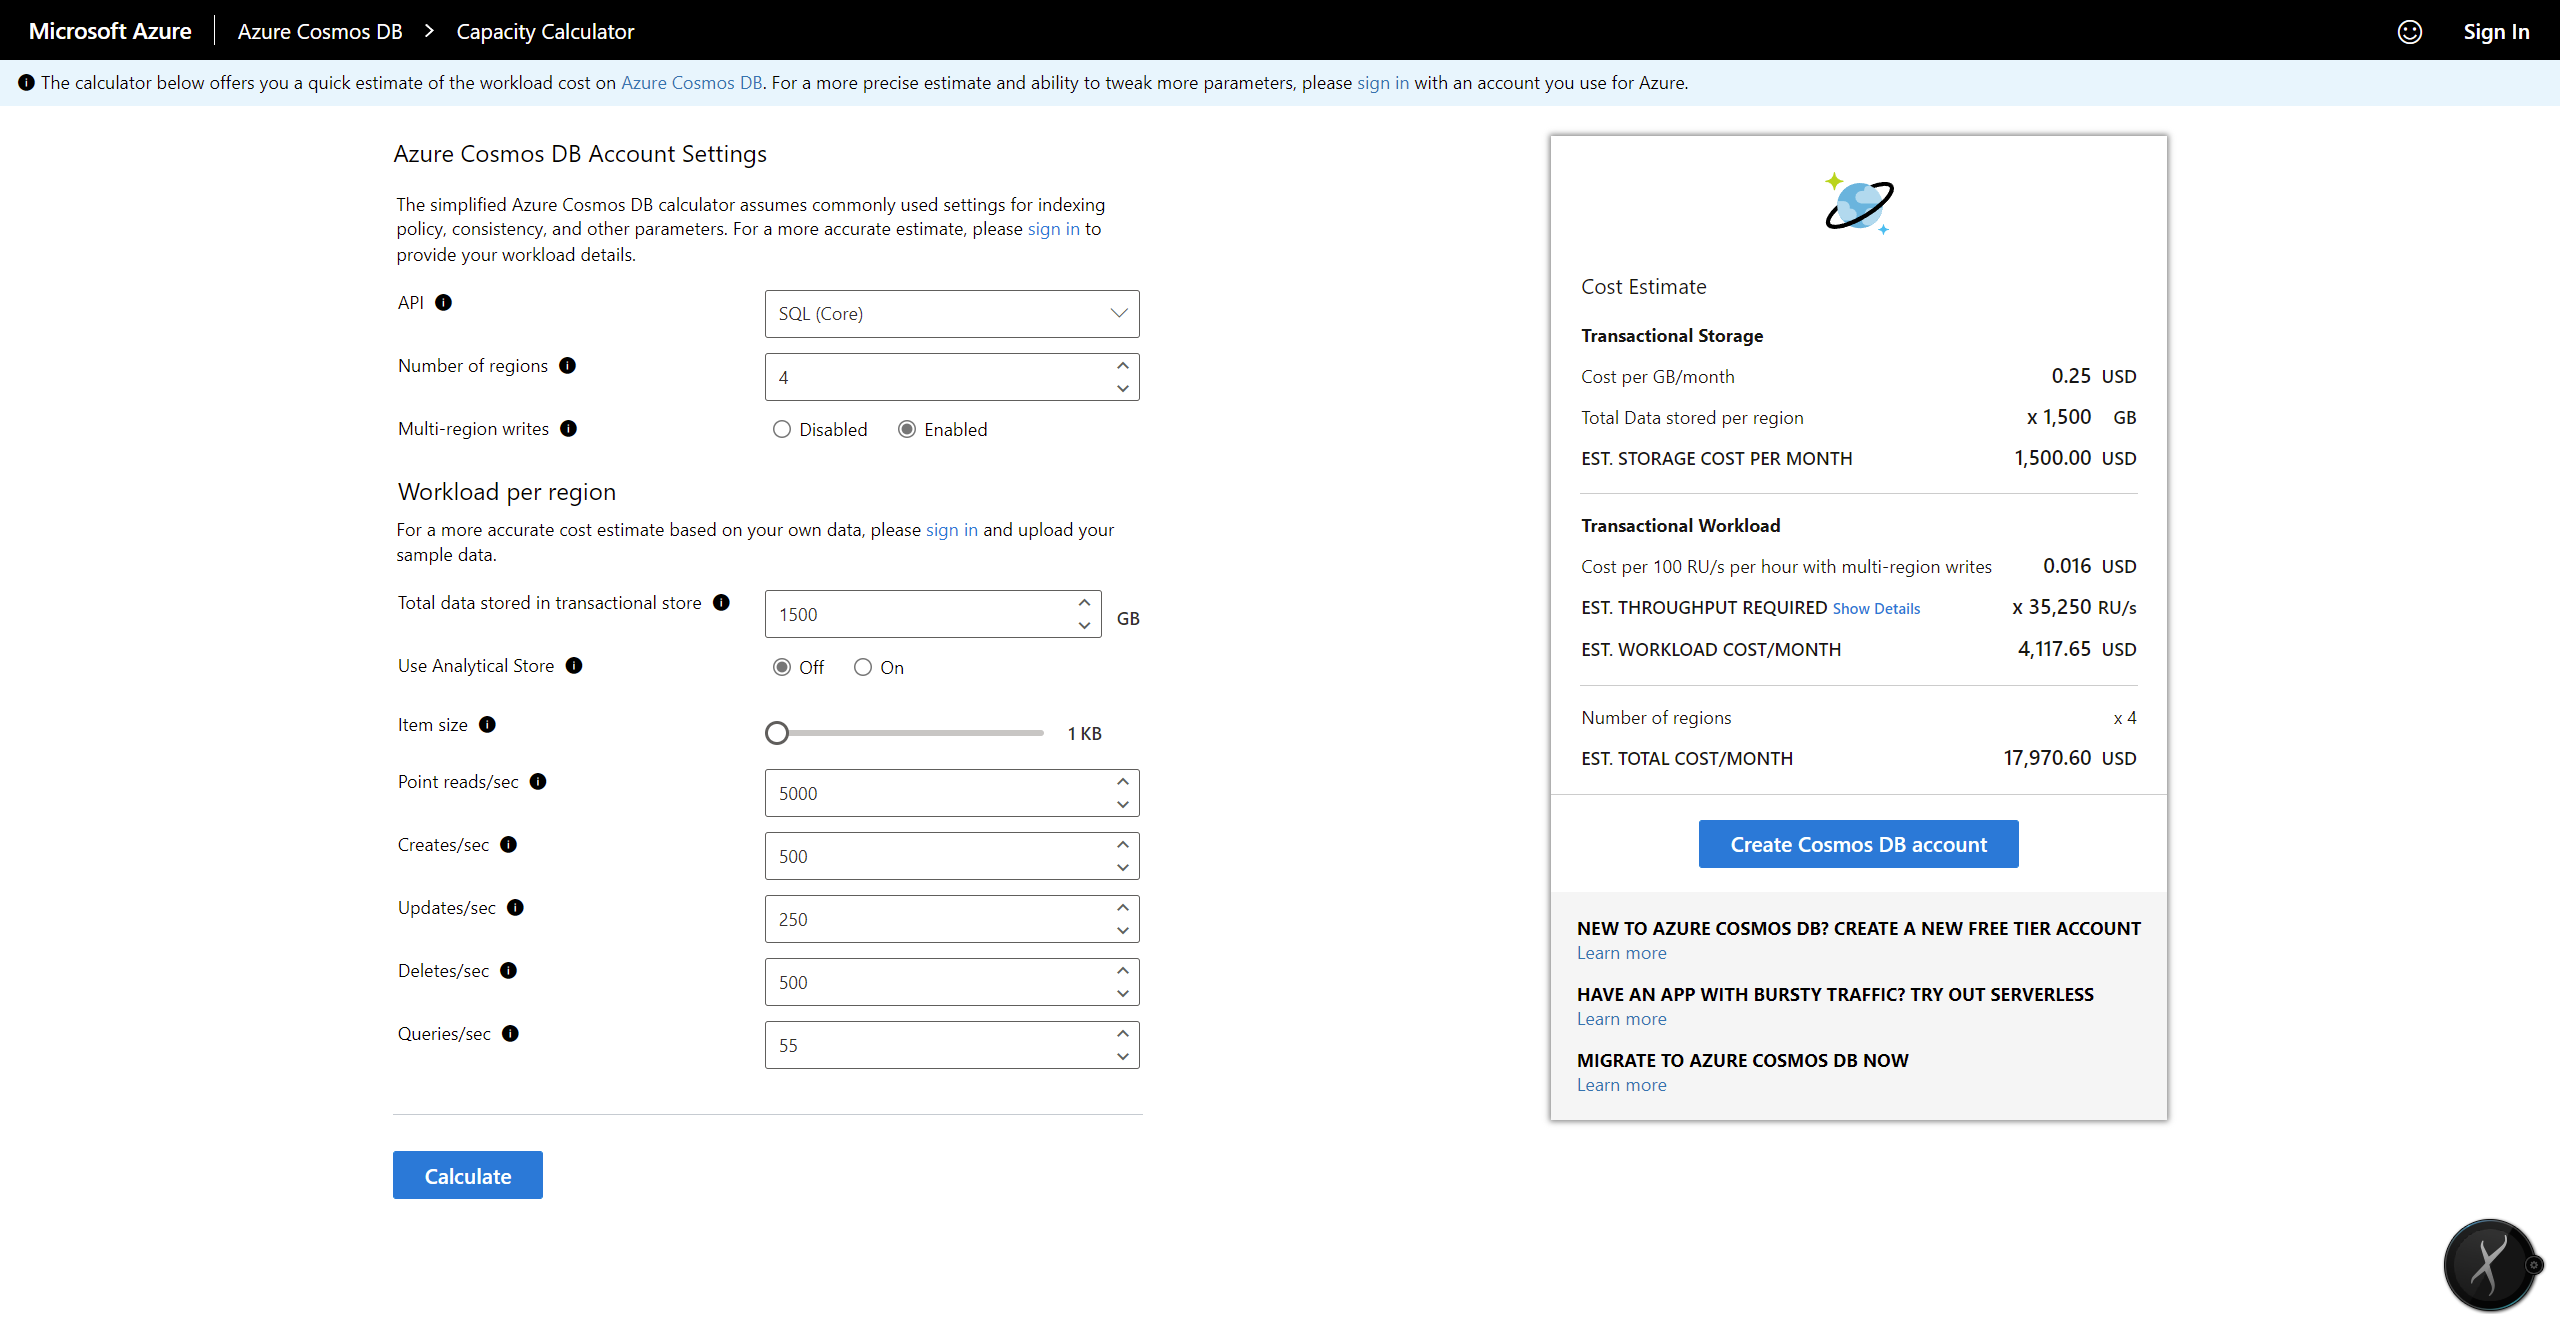 Microsoft Azure
Azure Cosmos DB > Capacity Calculator
Sign In
The calculator below offers you a quick estimate of the workload cost on Azure Cosmos DB. For a more precise estimate and ability to tweak more parameters, please sign in with an account you use for Azure.
Azure Cosmos DB Account Settings
The simplified Azure Cosmos DB calculator assumes commonly used settings for indexing
policy, consistency, and other parameters. For a more accurate estimate, please sign in to
provide your workload details.
API
SQL (Core)
Number of regions
4
Multi-region writes
Disabled
Enabled
Workload per region
For a more accurate cost estimate based on your own data, please sign in and upload your
sample data.
Total data stored in transactional store
1500
GB
Use Analytical Store
Off
On
Item size
1 KB
Point reads/sec
5000
Creates/sec
500
Updates/sec
250
Deletes/sec
500
Queries/sec
55
Calculate
Cost Estimate
Transactional Storage
Cost per GB/month 0.25 USD
Total Data stored per region x 1,500 GB
EST. STORAGE COST PER MONTH 1,500.00 USD
Transactional Workload
Cost per 100 RU/s per hour with multi-region writes 0.016 USD
EST. THROUGHPUT REQUIRED Show Details x 35,250 RU/s
EST. WORKLOAD COST/MONTH 4,117.65 USD
Number of regions x 4
EST. TOTAL COST/MONTH 17,970.60 USD
Create Cosmos DB account
NEW TO AZURE COSMOS DB? CREATE A NEW FREE TIER ACCOUNT
Learn more
HAVE AN APP WITH BURSTY TRAFFIC? TRY OUT SERVERLESS
Learn more
MIGRATE TO AZURE COSMOS DB NOW
Learn more